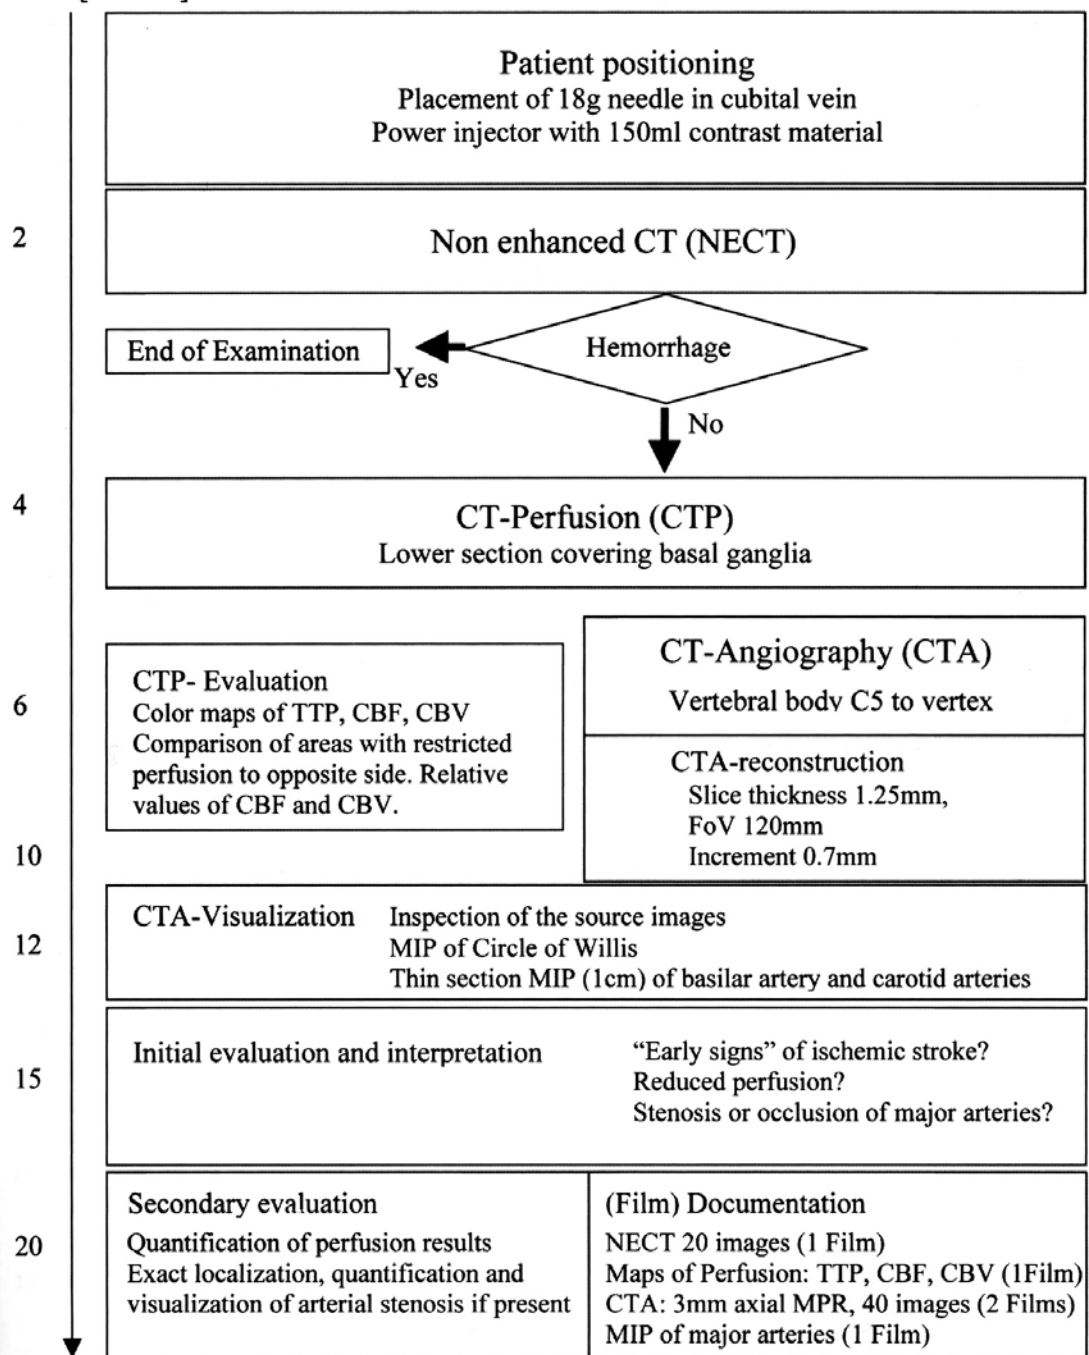 Patient positioning
Placement of 18g needle in cubital vein
Power injector with 150ml contrast material
2
Non enhanced CT (NECT)
Hemorrhage
End of Examination
Yes
No
4
CT-Perfusion (CTP)
Lower section covering basal ganglia
6
CTP- Evaluation
Color maps of TTP, CBF, CBV
Comparison of areas with restricted
perfusion to opposite side. Relative
values of CBF and CBV.
CT-Angiography (CTA)
Vertebral body C5 to vertex
CTA-reconstruction
Slice thickness 1.25mm,
FoV 120mm
Increment 0.7mm
10
CTA-Visualization Inspection of the source images
12
MIP of Circle of Willis
Thin section MIP (1cm) of basilar artery and carotid arteries
Initial evaluation and interpretation "Early signs" of ischemic stroke?
15
Reduced perfusion?
Stenosis or occlusion of major arteries?
Secondary evaluation
20
Quantification of perfusion results
Exact localization, quantification and
visualization of arterial stenosis if present
(Film) Documentation
NECT 20 images (1 Film)
Maps of Perfusion: TTP, CBF, CBV (1Film)
CTA: 3mm axial MPR, 40 images (2 Films)
MIP of major arteries (1 Film)